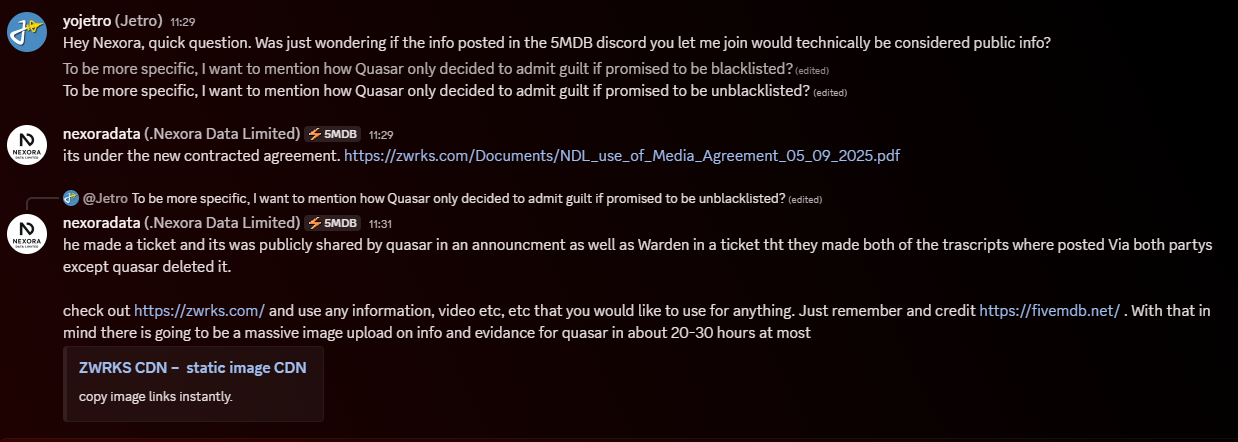 yojetro (Jetro) 11:29
Hey Nexora, quick question. Was just wondering if the info posted in the 5MDB discord you let me join would technically be considered public info?
To be more specific, I want to mention how Quasar only decided to admit guilt if promised to be blacklisted? (edited)
To be more specific, I want to mention how Quasar only decided to admit guilt if promised to be unblacklisted? (edited)
nexoradata (.Nexora Data Limited) 5MDB 11:29
its under the new contracted agreement. https://zwrks.com/Documents/NDL_use_of_Media_Agreement_05_09_2025.pdf
@Jetro To be more specific, I want to mention how Quasar only decided to admit guilt if promised to be unblacklisted? (edited)
nexoradata (.Nexora Data Limited) 5MDB 11:31
he made a ticket and its was publicly shared by quasar in an announcment as well as Warden in a ticket tht they made both of the trascripts where posted Via both partys
except quasar deleted it.
check out https://zwrks.com/ and use any information, video etc, etc that you would like to use for anything. Just remember and credit https://fivemdb.net/ . With that in
mind there is going to be a massive image upload on info and evidance for quasar in about 20-30 hours at most
ZWRKS CDN – static image CDN
copy image links instantly.
NEXORA
DATA LIMITED
NEXORA
DATA LIMITED